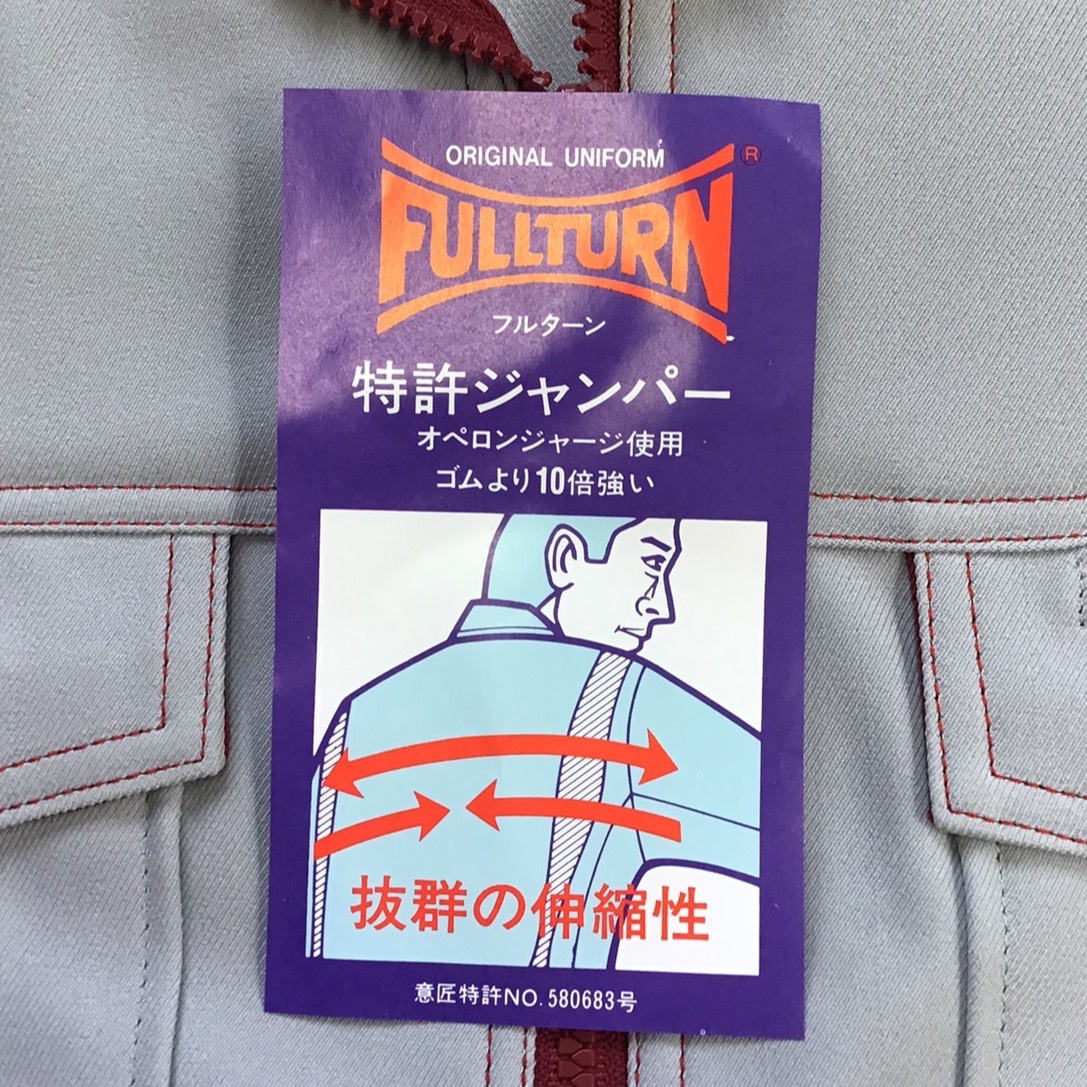 ORIGINAL UNIFORM
FULLTURN ®
フルターン
特許ジャンパー
オペロンジャージ使用
ゴムより10倍強い
抜群の伸縮性
意匠特許NO. 580683号